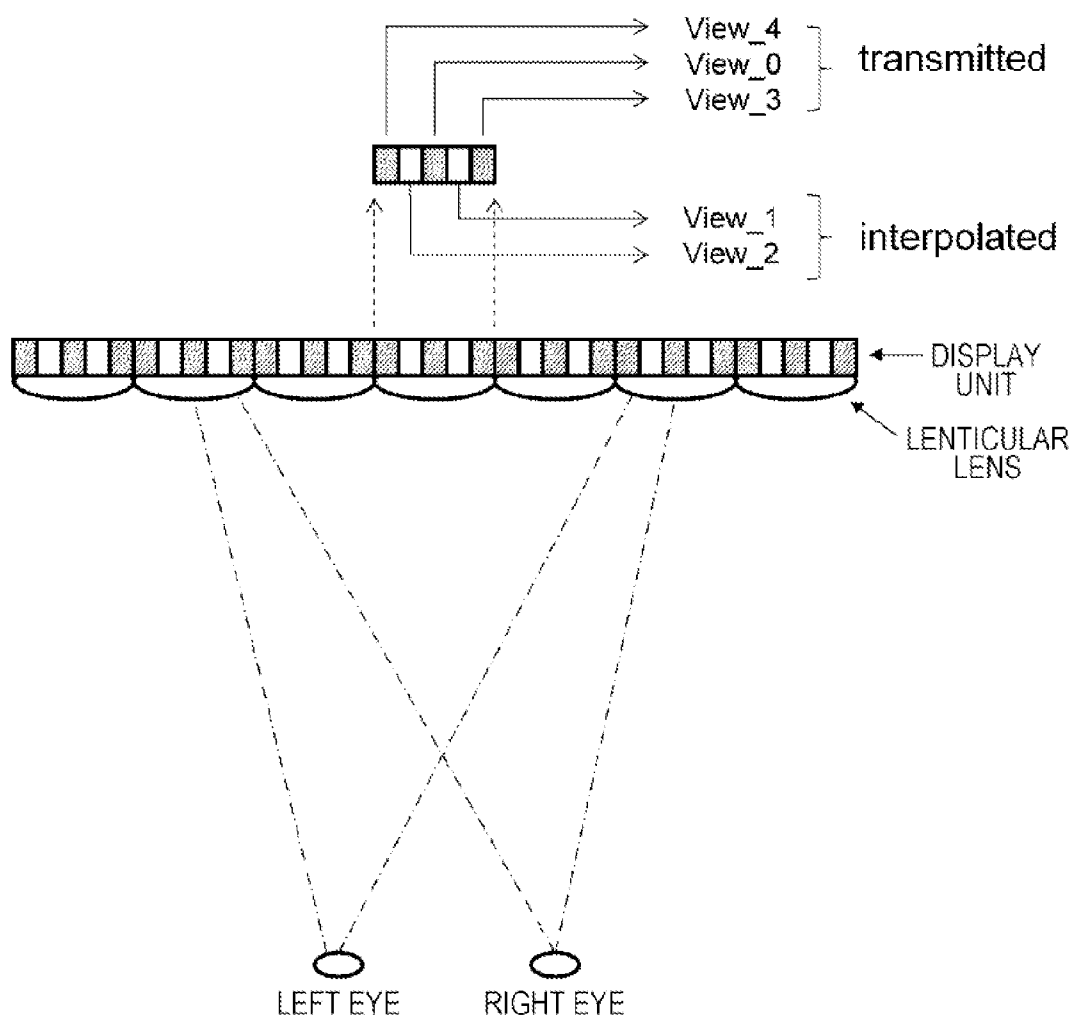 View_4
View_0
View_3
transmitted
View_1
View_2
interpolated
DISPLAY
UNIT
LENTICULAR
LENS
LEFT EYE
RIGHT EYE